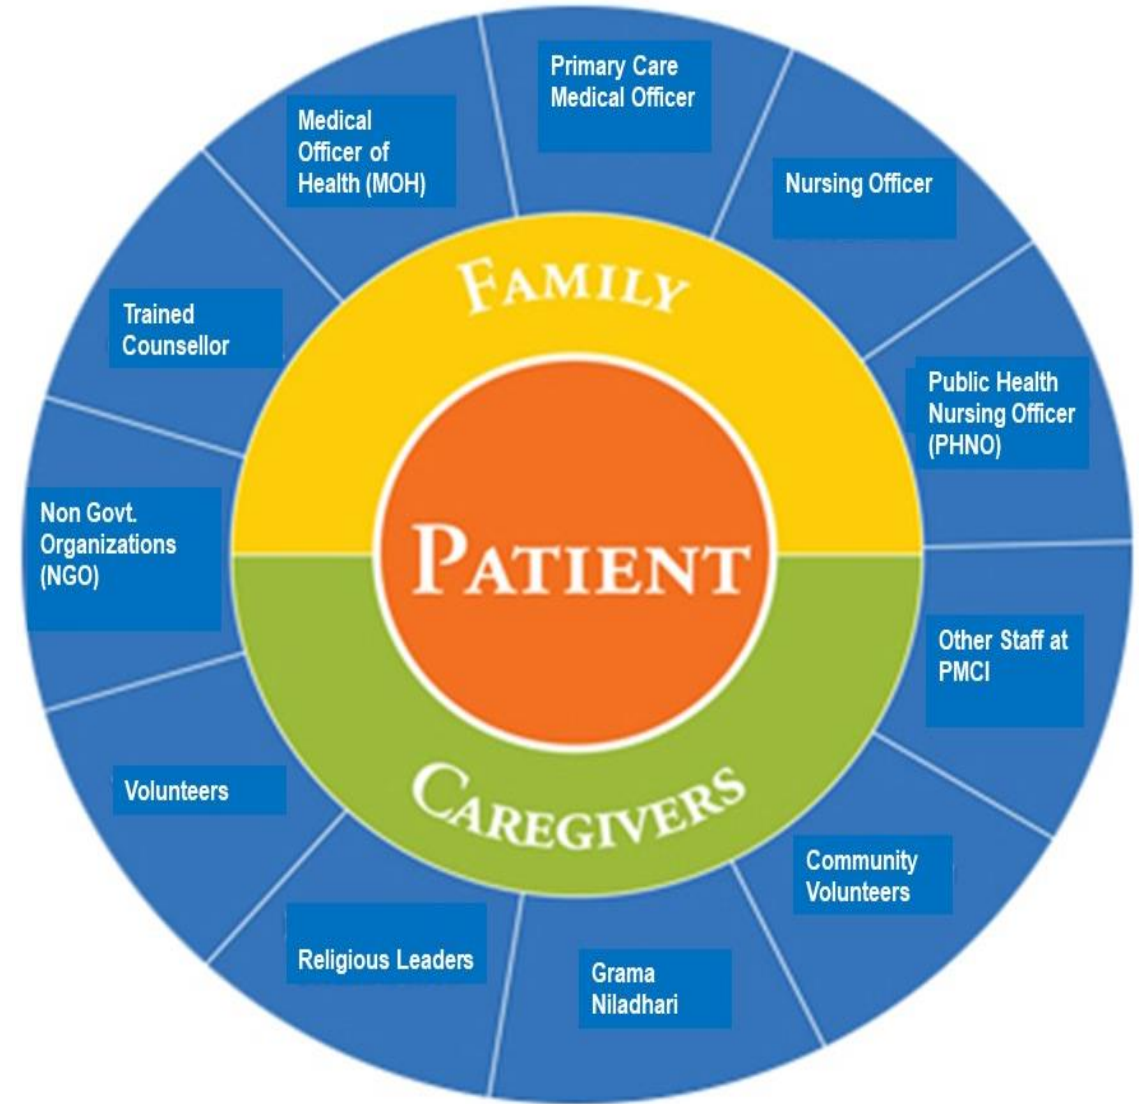 Primary Care
Medical Officer
Nursing Officer
Public Health
Nursing Officer
(PHNO)
Other Staff at
PMCI
Community
Volunteers
Grama
Niladhari
Religious Leaders
Volunteers
Non Govt.
Organizations
(NGO)
Trained
Counsellor
Medical
Officer of
Health (MOH)
FAMILY
PATIENT
CAREGIVERS